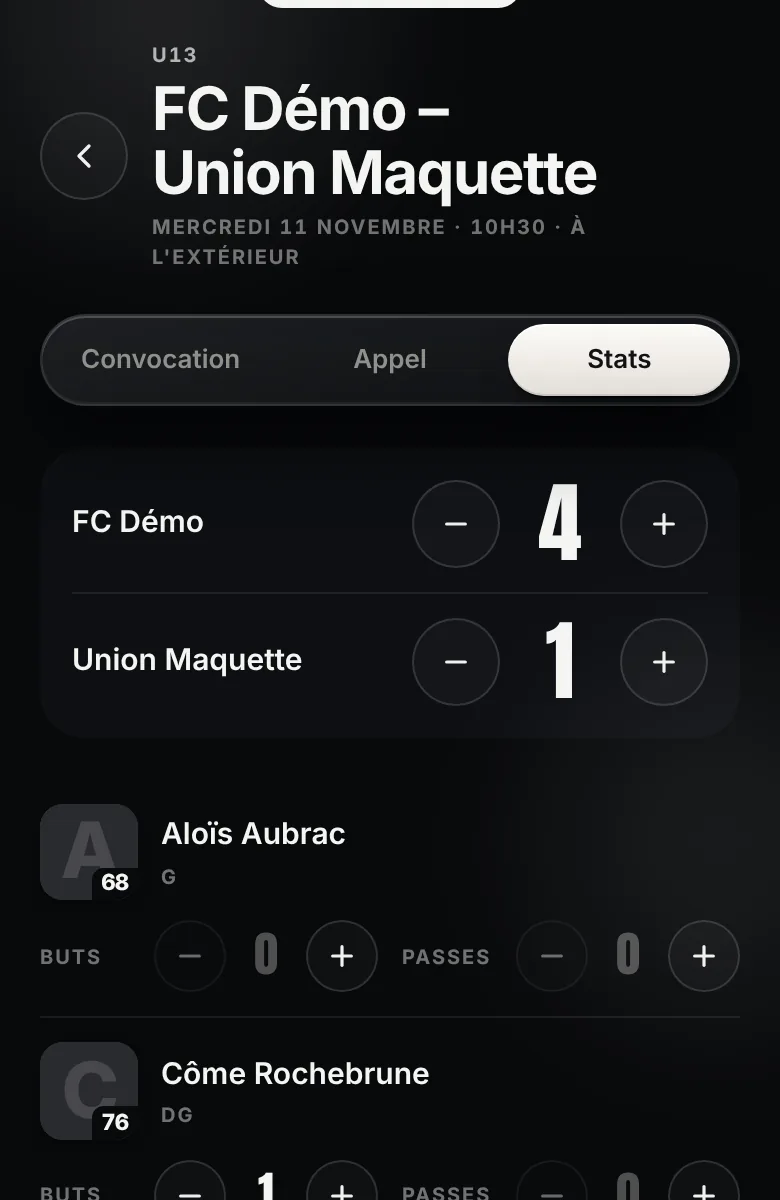 U13
FC Démo –
Union Maquette
MERCREDI 11 NOVEMBRE · 10H30 · À
L'EXTÉRIEUR
Convocation Appel Stats
FC Démo − 4 +
Union Maquette − 1 +
A 68 Aloïs Aubrac
G
BUTS − 0 + PASSES − 0 +
C 76 Côme Rochebrune
DG
BUTS − 1 + PASSES − 0 +